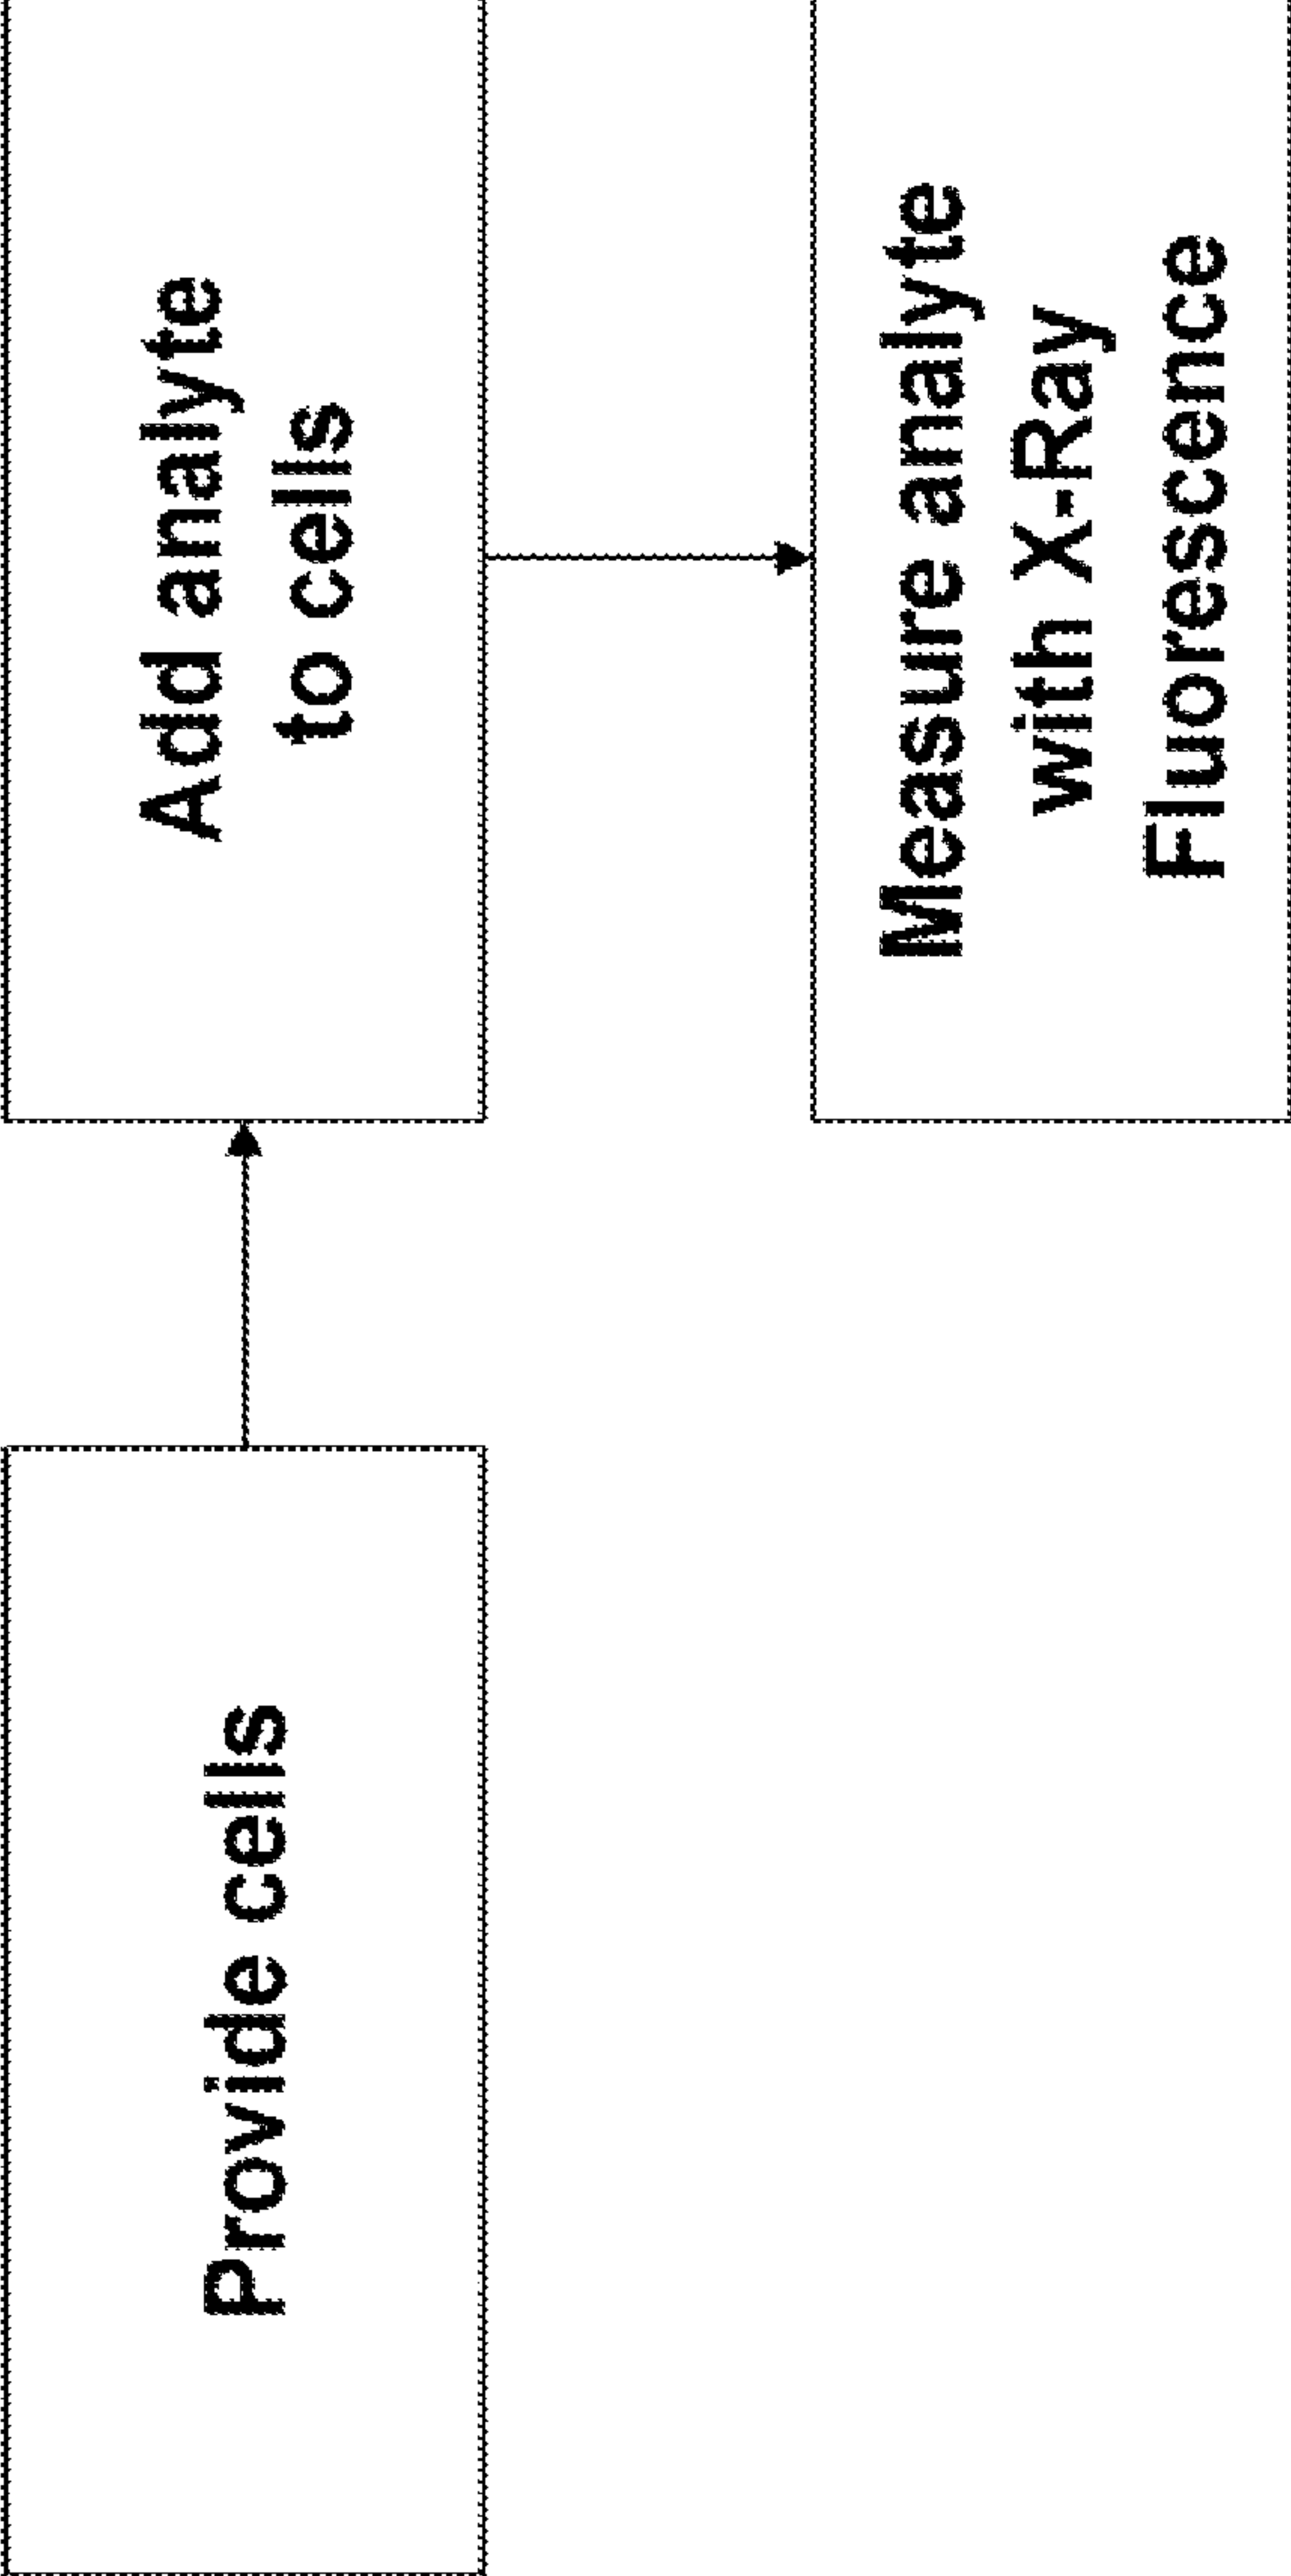 Provide cells
Add analyte
to cells
Measure analyte
with X-Ray
Fluorescence